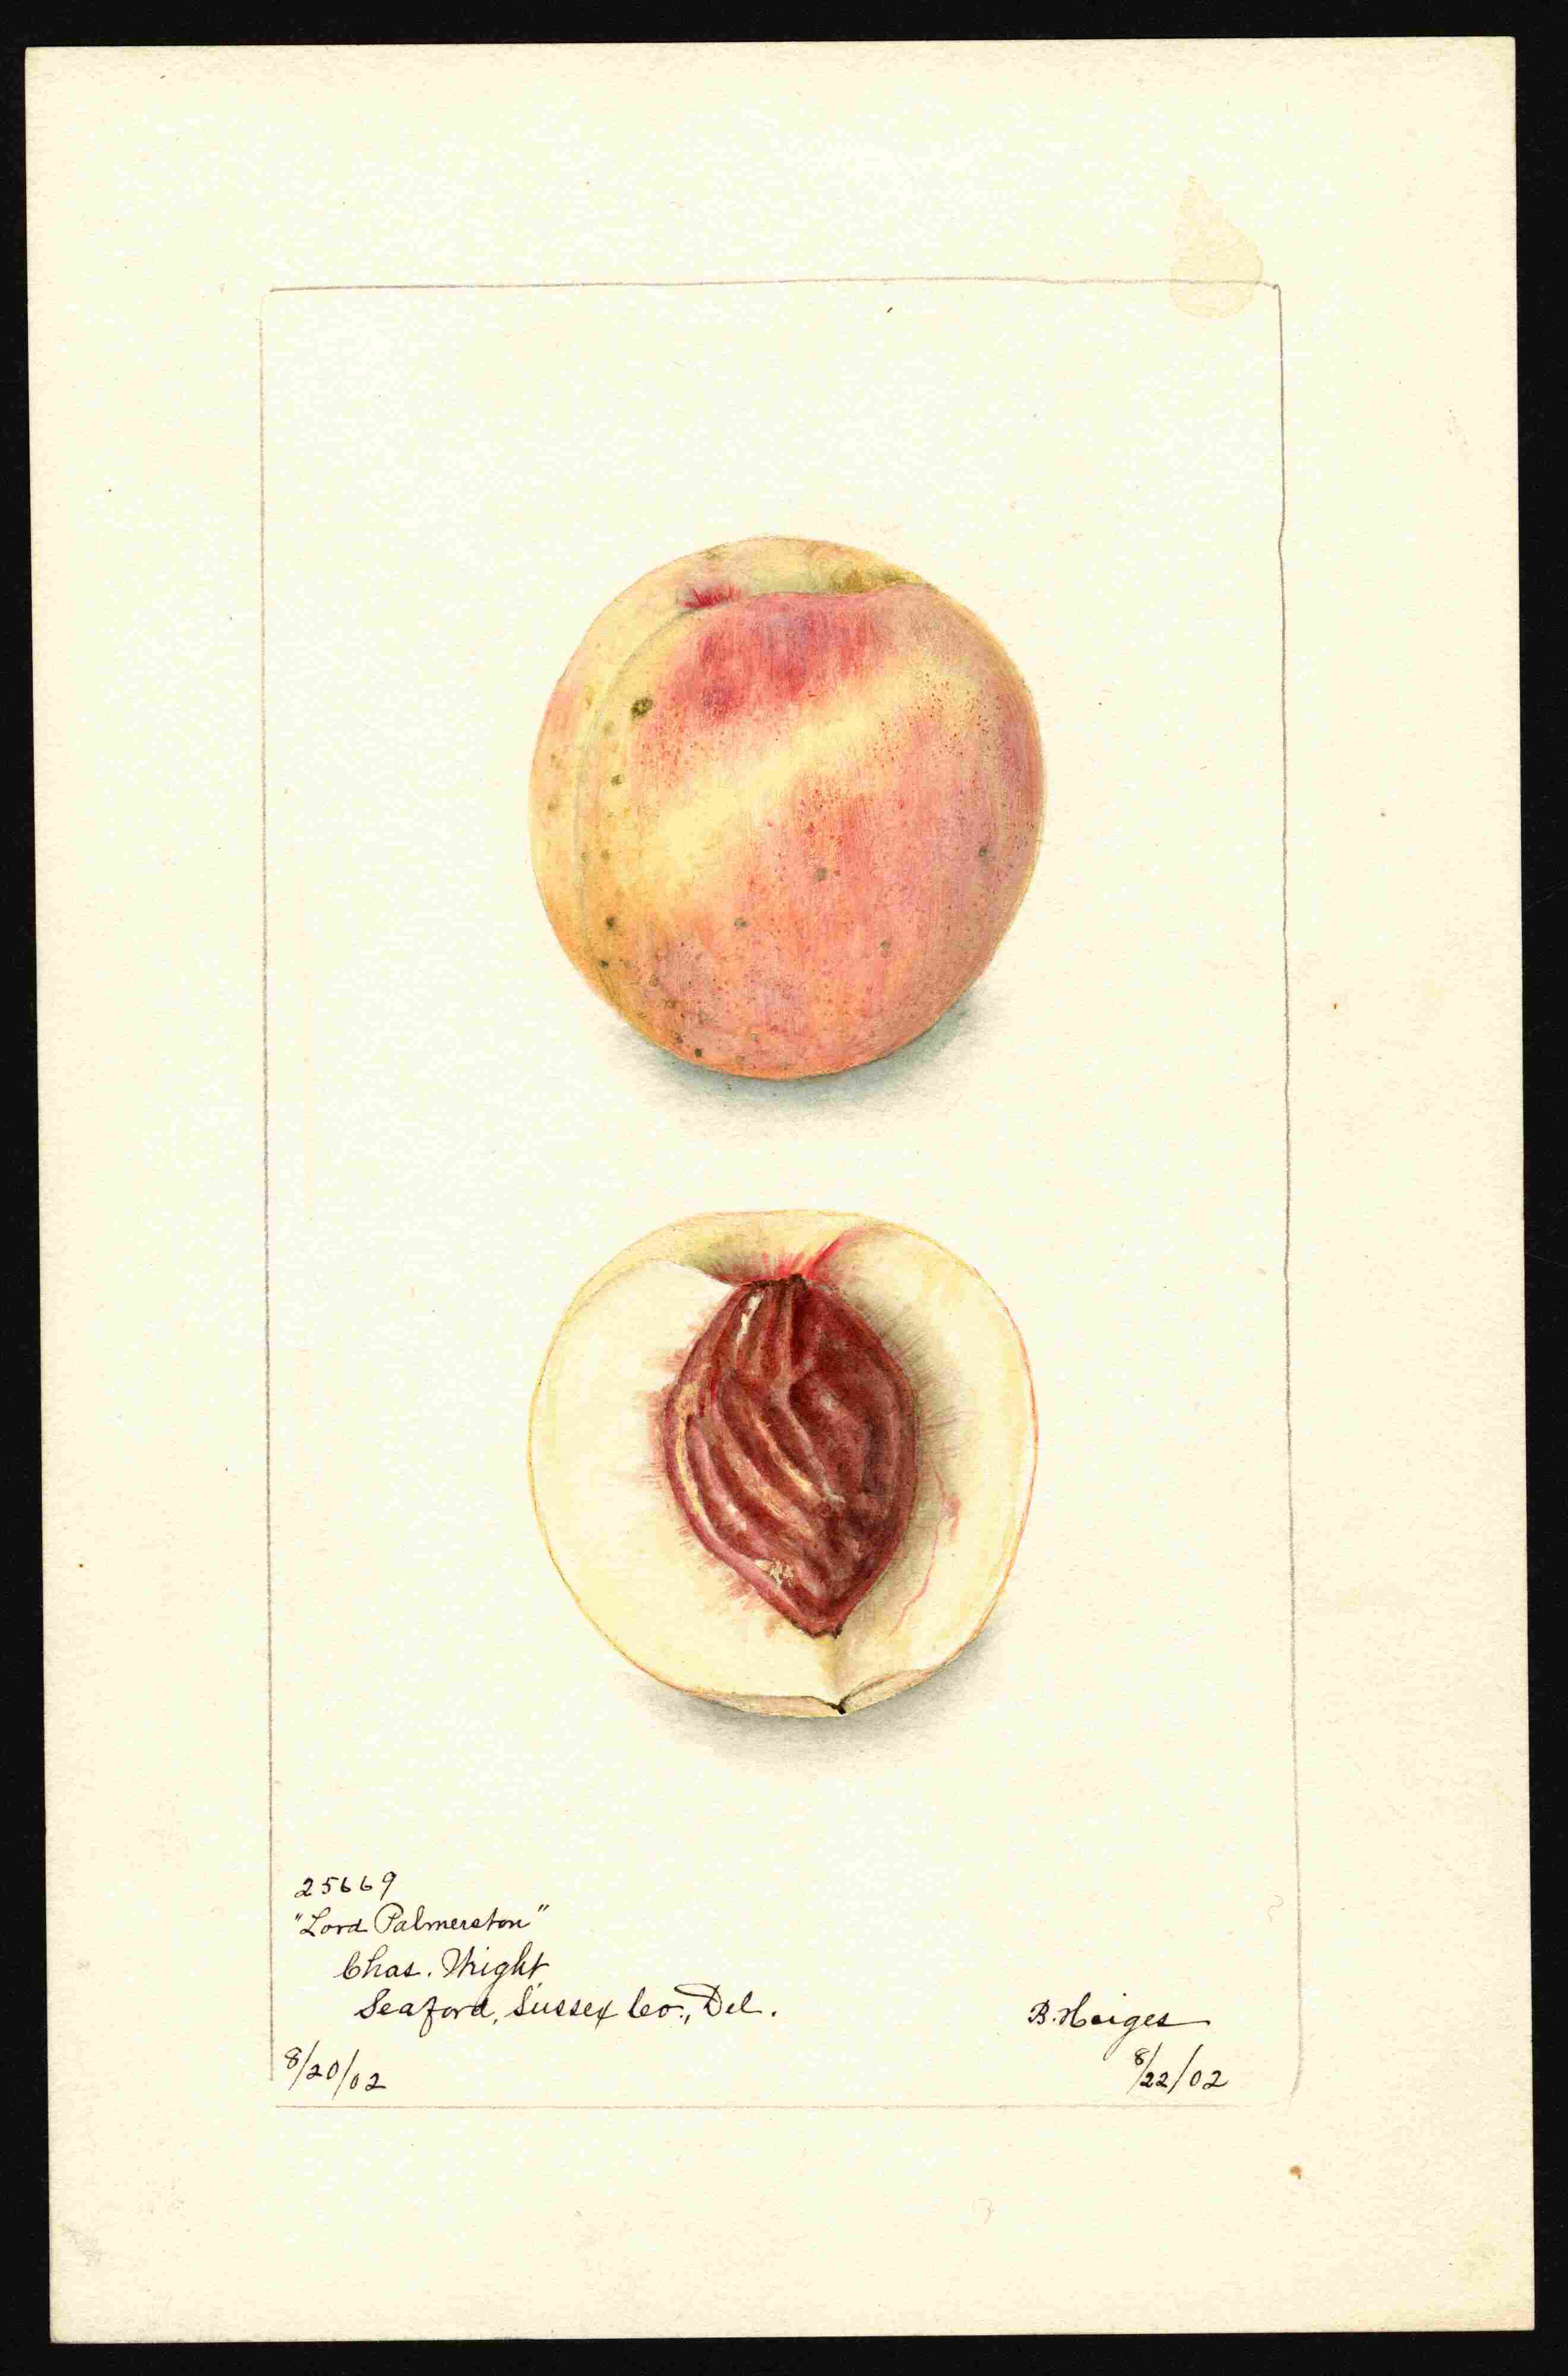 25669
"Lord Palmerston"
Chas. Wright
Seaford, Sussex Co., Del.
B. Heiges
8/20/02
8/22/02